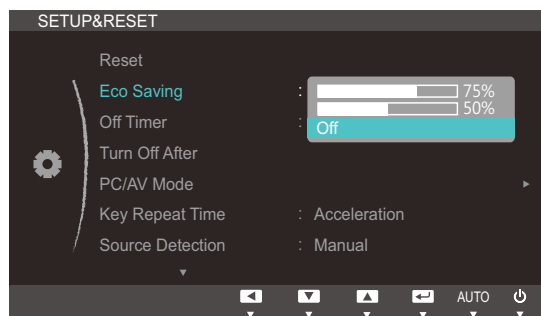 SETUP&RESET
Reset
Eco Saving :
75%
50%
Off
Off Timer :
Turn Off After
PC/AV Mode
Key Repeat Time : Acceleration
Source Detection : Manual
AUTO